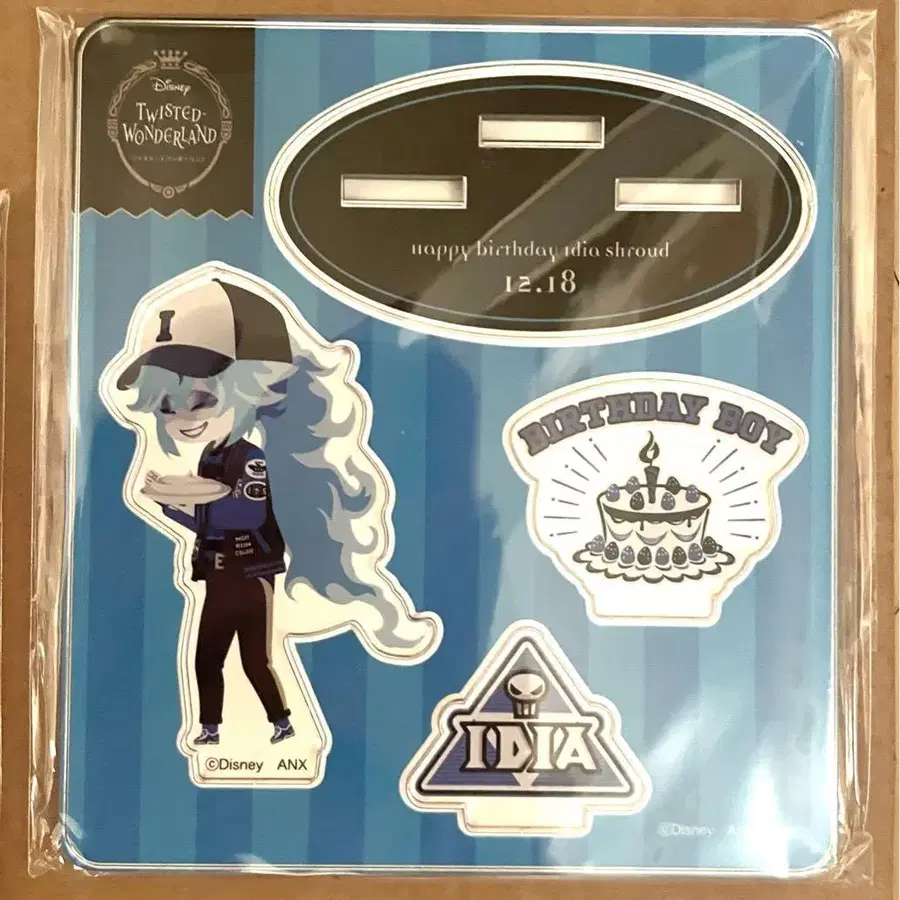 Disney
TWISTED-
WONDERLAND
Happy birthday Idia Shroud
12.18
I
BIRTHDAY BOY
E
IDIA
©Disney ANX
©Disney